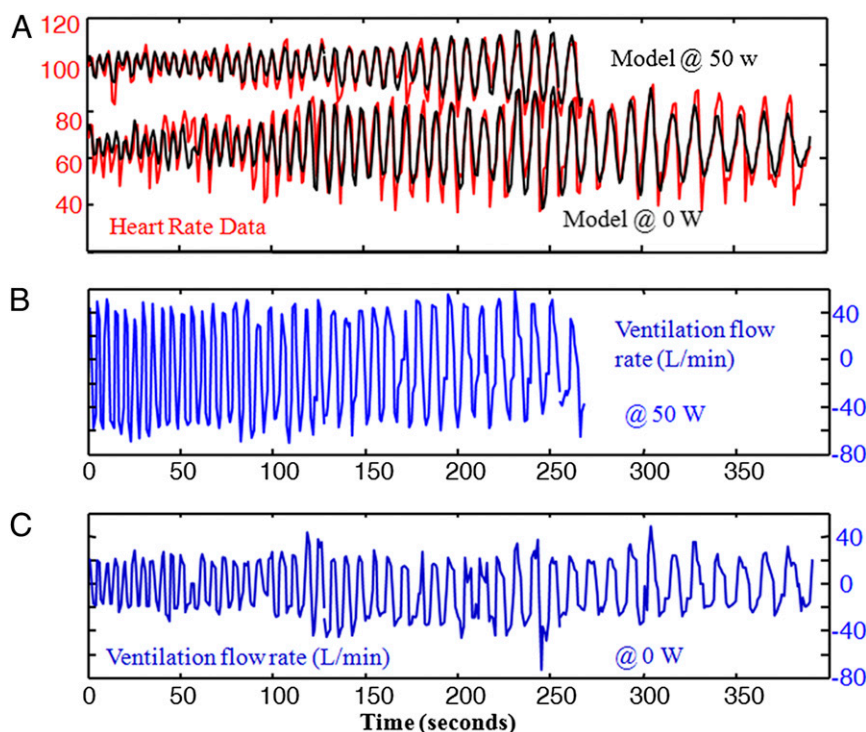 A
120
100
80
60
40
Model @ 50 w
Heart Rate Data
Model @ 0 W
B
Ventilation flow
rate (L/min)
@ 50 W
40
0
-40
-80
0 50 100 150 200 250 300 350
C
40
0
-40
-80
Ventilation flow rate (L/min)
@ 0 W
0 50 100 150 200 250 300 350
Time (seconds)